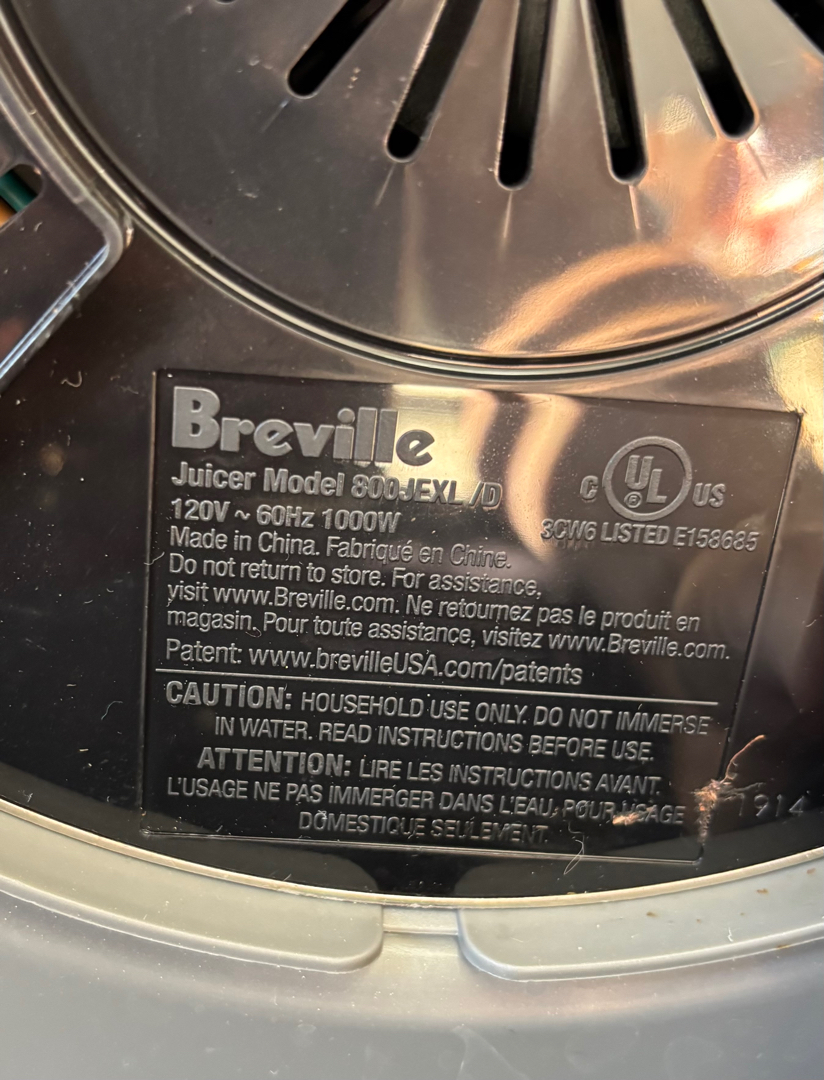 Breville
Juicer Model 800JEXL /D
120V ~ 60Hz 1000W
Made in China. Fabriqué en Chine.
Do not return to store. For assistance,
visit www.Breville.com. Ne retournez pas le produit en
magasin. Pour toute assistance, visitez www.Breville.com.
Patent: www.brevilleUSA.com/patents
C UL ® US
3CW6 LISTED E158685
CAUTION: HOUSEHOLD USE ONLY. DO NOT IMMERSE
IN WATER. READ INSTRUCTIONS BEFORE USE.
ATTENTION: LIRE LES INSTRUCTIONS AVANT
L'USAGE NE PAS IMMERGER DANS L'EAU. POUR USAGE
DOMESTIQUE SEULEMENT.